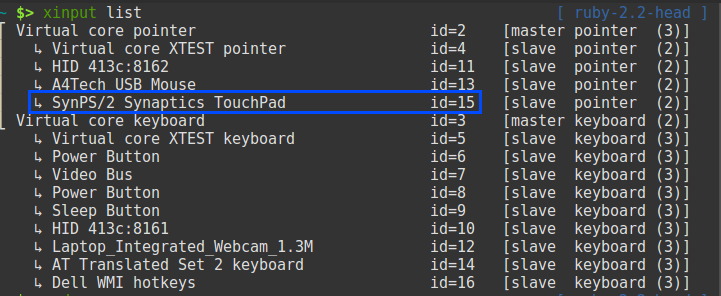 ~ $> xinput list [ ruby-2.2-head ]
Virtual core pointer id=2 [master pointer (3)]
↳ Virtual core XTEST pointer id=4 [slave pointer (2)]
↳ HID 413c:8162 id=11 [slave pointer (2)]
↳ A4Tech USB Mouse id=13 [slave pointer (2)]
↳ SynPS/2 Synaptics TouchPad id=15 [slave pointer (2)]
Virtual core keyboard id=3 [master keyboard (2)]
↳ Virtual core XTEST keyboard id=5 [slave keyboard (3)]
↳ Power Button id=6 [slave keyboard (3)]
↳ Video Bus id=7 [slave keyboard (3)]
↳ Power Button id=8 [slave keyboard (3)]
↳ Sleep Button id=9 [slave keyboard (3)]
↳ HID 413c:8161 id=10 [slave keyboard (3)]
↳ Laptop_Integrated_Webcam_1.3M id=12 [slave keyboard (3)]
↳ AT Translated Set 2 keyboard id=14 [slave keyboard (3)]
↳ Dell WMI hotkeys id=16 [slave keyboard (3)]